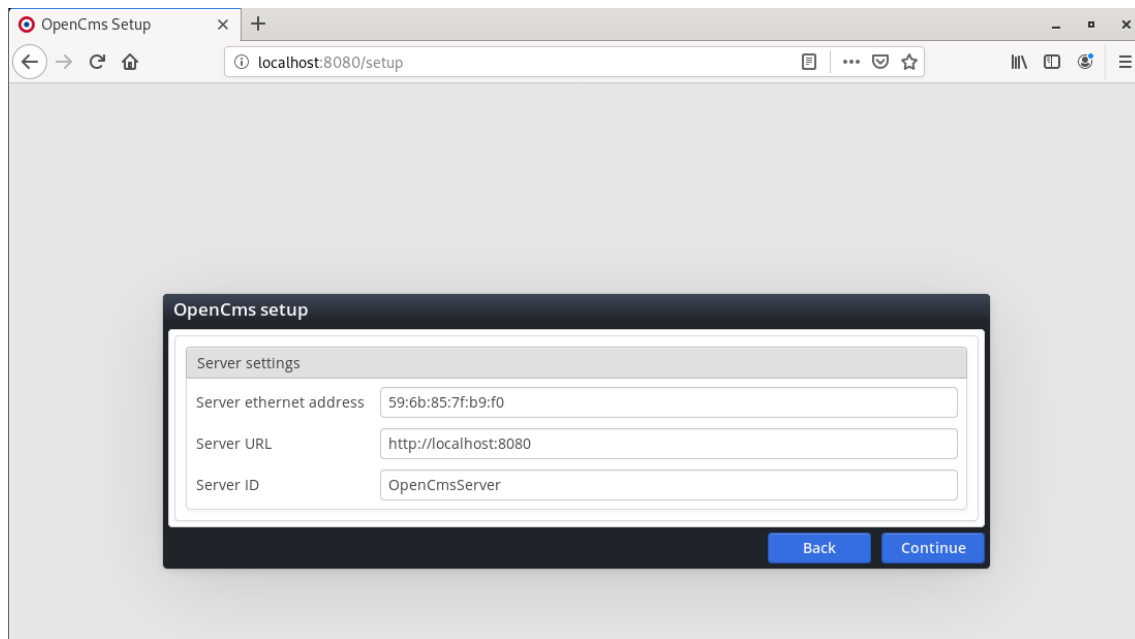 OpenCms Setup
localhost:8080/setup
OpenCms setup
Server settings
Server ethernet address 59:6b:85:7f:b9:f0
Server URL http://localhost:8080
Server ID OpenCmsServer
Back Continue